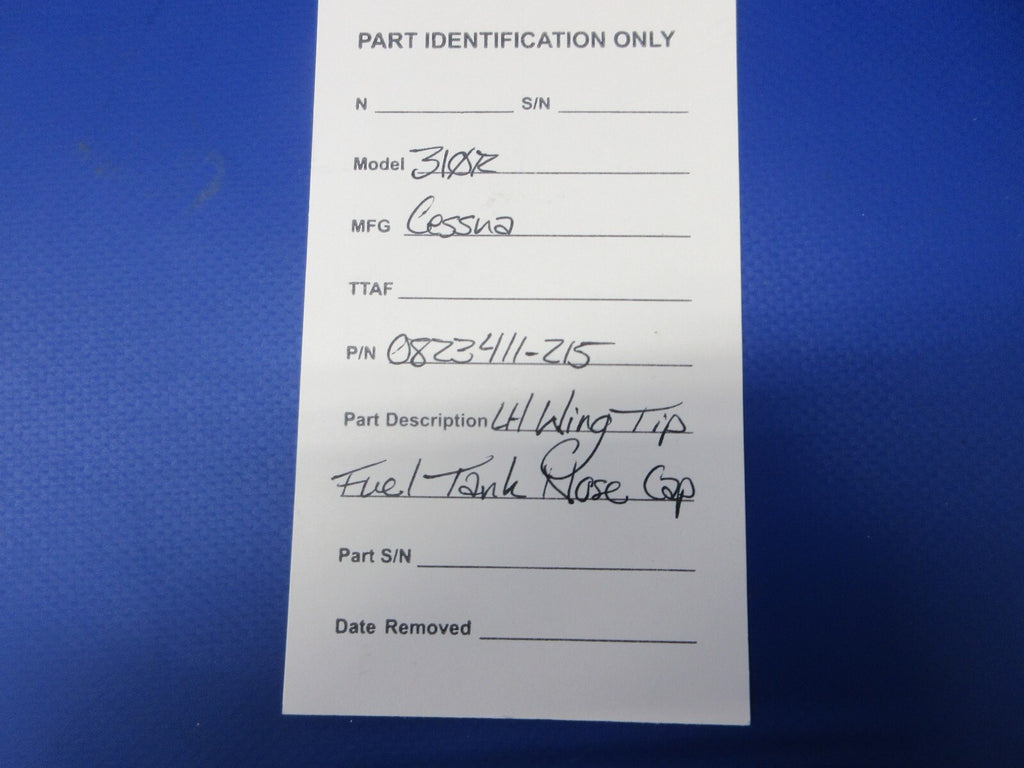 PART IDENTIFICATION ONLY
N S/N
Model 310R
MFG Cessna
TTAF
P/N 0823411-215
Part Description LH Wing Tip
Fuel Tank Nose Cap
Part S/N
Date Removed